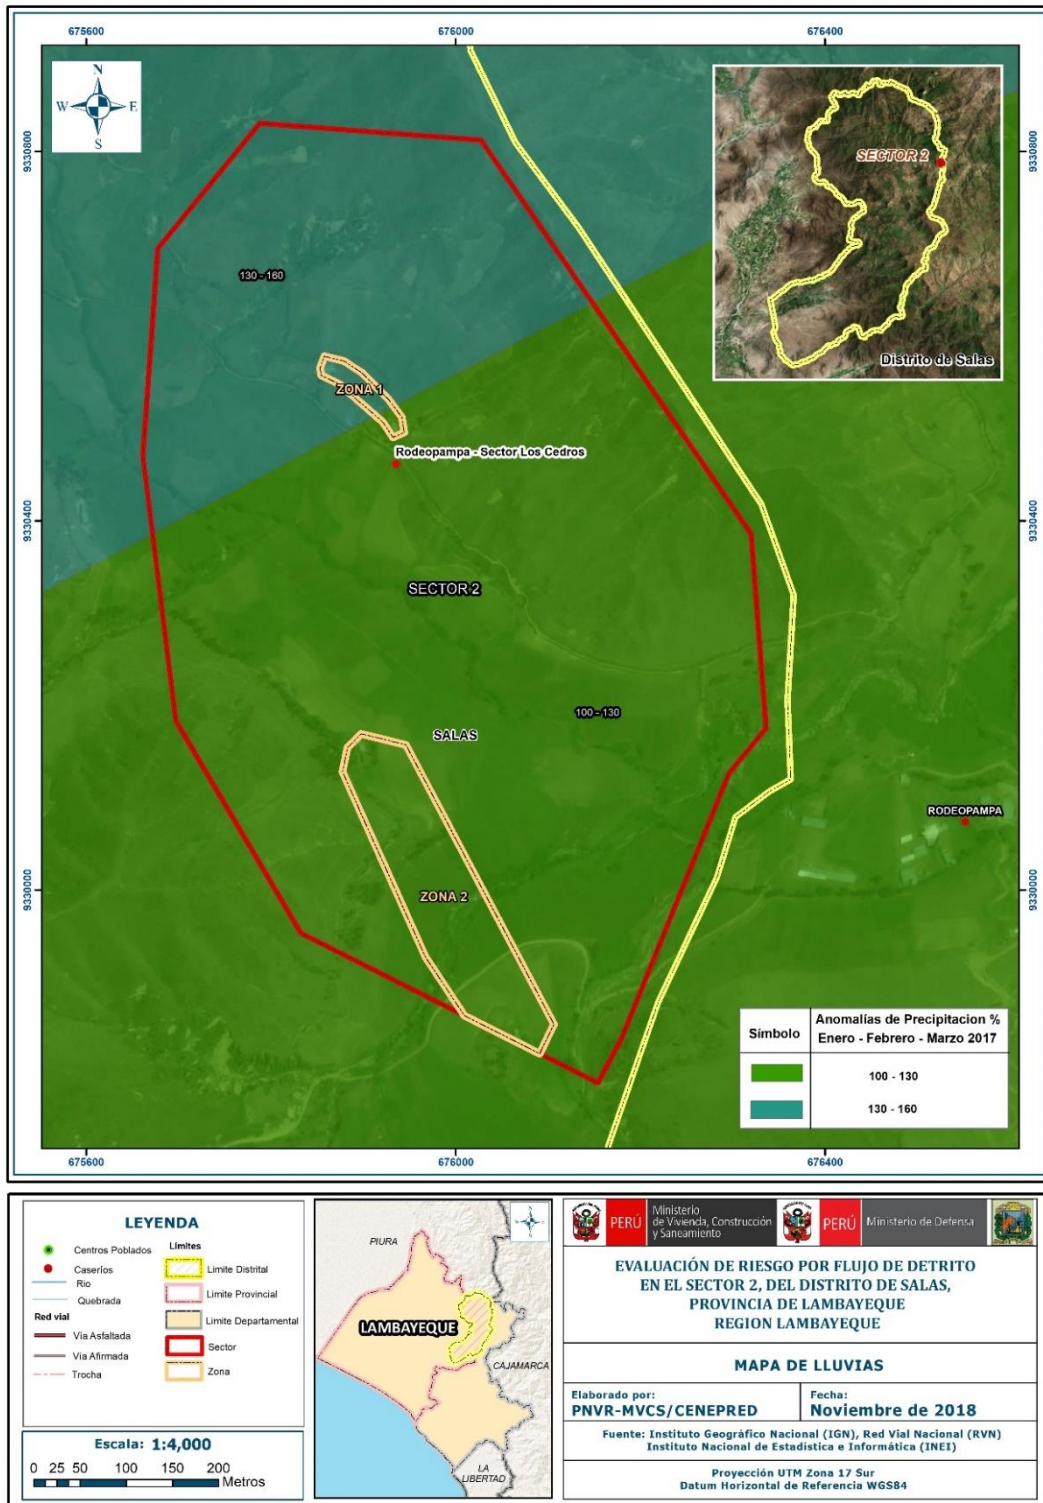 675600
676000
676400
N
W
E
S
9330800
9330800
SECTOR 2
Distrito de Salas
130 - 160
ZONA 1
Rodeopampa - Sector Los Cedros
9330400
9330400
SECTOR 2
100 - 130
SALAS
RODEOPAMPA
ZONA 2
9330000
9330000
Símbolo
Anomalías de Precipitacion %
Enero - Febrero - Marzo 2017
100 - 130
130 - 160
675600
676000
676400
LEYENDA
Centros Poblados
Caseríos
Rio
Quebrada
Red vial
Via Asfaltada
Via Afirmada
Trocha
Límites
Limite Distrital
Limite Provincial
Limite Departamental
Sector
Zona
Escala: 1:4,000
0 25 50 100 150 200
Metros
PIURA
LAMBAYEQUE
CAJAMARCA
LA
LIBERTAD
PERÚ
Ministerio
de Vivienda, Construcción
y Saneamiento
PERÚ
Ministerio de Defensa
EVALUACIÓN DE RIESGO POR FLUJO DE DETRITO
EN EL SECTOR 2, DEL DISTRITO DE SALAS,
PROVINCIA DE LAMBAYEQUE
REGION LAMBAYEQUE
MAPA DE LLUVIAS
Elaborado por:
PNVR-MVCS/CENEPRED
Fecha:
Noviembre de 2018
Fuente: Instituto Geográfico Nacional (IGN), Red Vial Nacional (RVN)
Instituto Nacional de Estadística e Informática (INEI)
Proyección UTM Zona 17 Sur
Datum Horizontal de Referencia WGS84